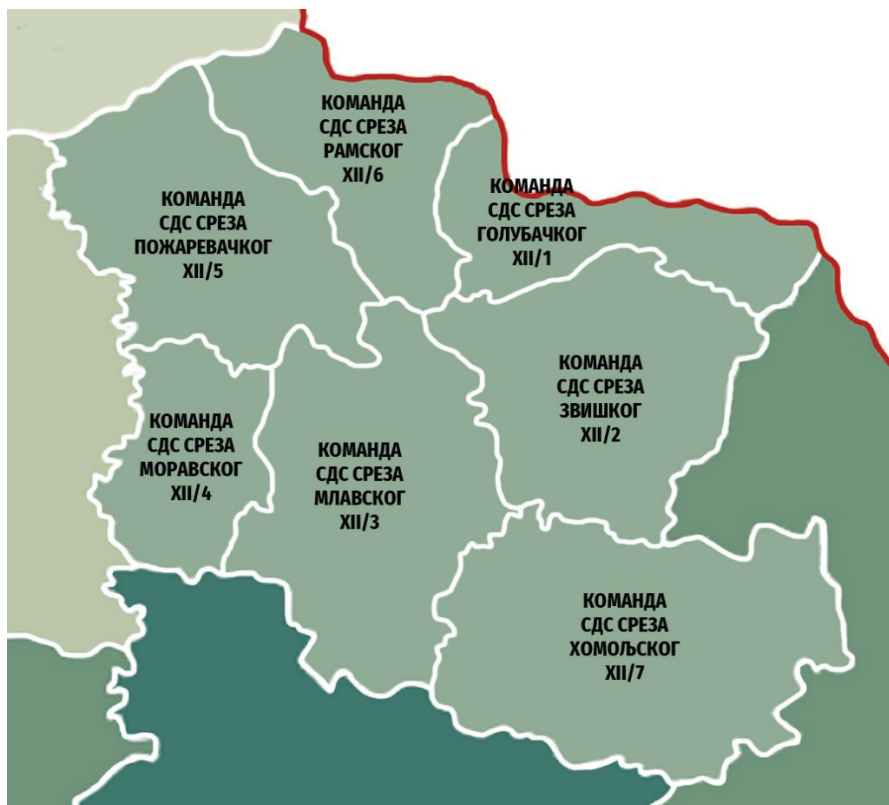 КОМАНДА
СДС СРЕЗА
РАМСКОГ
XII/6
КОМАНДА
СДС СРЕЗА
ГОЛУБАЧКОГ
XII/1
КОМАНДА
СДС СРЕЗА
ПОЖАРЕВАЧКОГ
XII/5
КОМАНДА
СДС СРЕЗА
ЗВИШКОГ
XII/2
КОМАНДА
СДС СРЕЗА
МОРАВСКОГ
XII/4
КОМАНДА
СДС СРЕЗА
МЛАВСКОГ
XII/3
КОМАНДА
СДС СРЕЗА
ХОМОЉСКОГ
XII/7